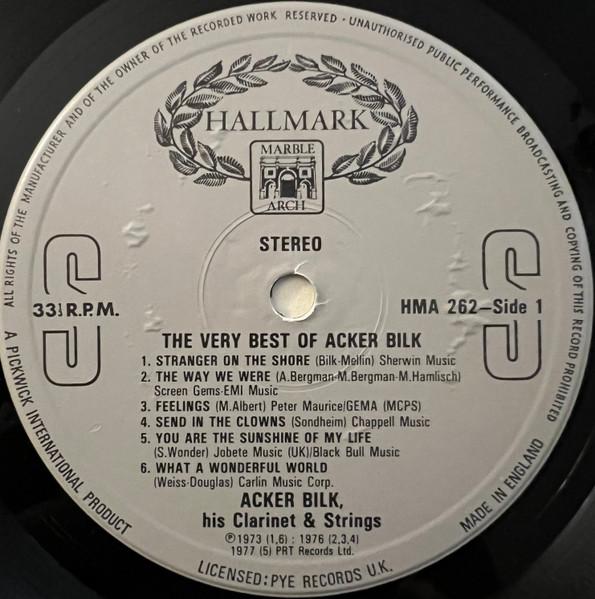 ALL RIGHTS OF THE MANUFACTURER AND OF THE OWNER OF THE RECORDED WORK RESERVED · UNAUTHORISED PUBLIC PERFORMANCE BROADCASTING AND COPYING OF THIS RECORD PROHIBITED
HALLMARK
MARBLE
ARCH
STEREO
33⅓ R.P.M.
HMA 262–Side 1
THE VERY BEST OF ACKER BILK
1. STRANGER ON THE SHORE (Bilk-Mellin) Sherwin Music
2. THE WAY WE WERE (A.Bergman-M.Bergman-M.Hamlisch)
Screen Gems-EMI Music
3. FEELINGS (M.Albert) Peter Maurice/GEMA (MCPS)
4. SEND IN THE CLOWNS (Sondheim) Chappell Music
5. YOU ARE THE SUNSHINE OF MY LIFE
(S.Wonder) Jobete Music (UK)/Black Bull Music
6. WHAT A WONDERFUL WORLD
(Weiss-Douglas) Carlin Music Corp.
ACKER BILK,
his Clarinet & Strings
℗1973 (1,6) : 1976 (2,3,4)
1977 (5) PRT Records Ltd.
A PICKWICK INTERNATIONAL PRODUCT
LICENSED: PYE RECORDS U.K.
MADE IN ENGLAND